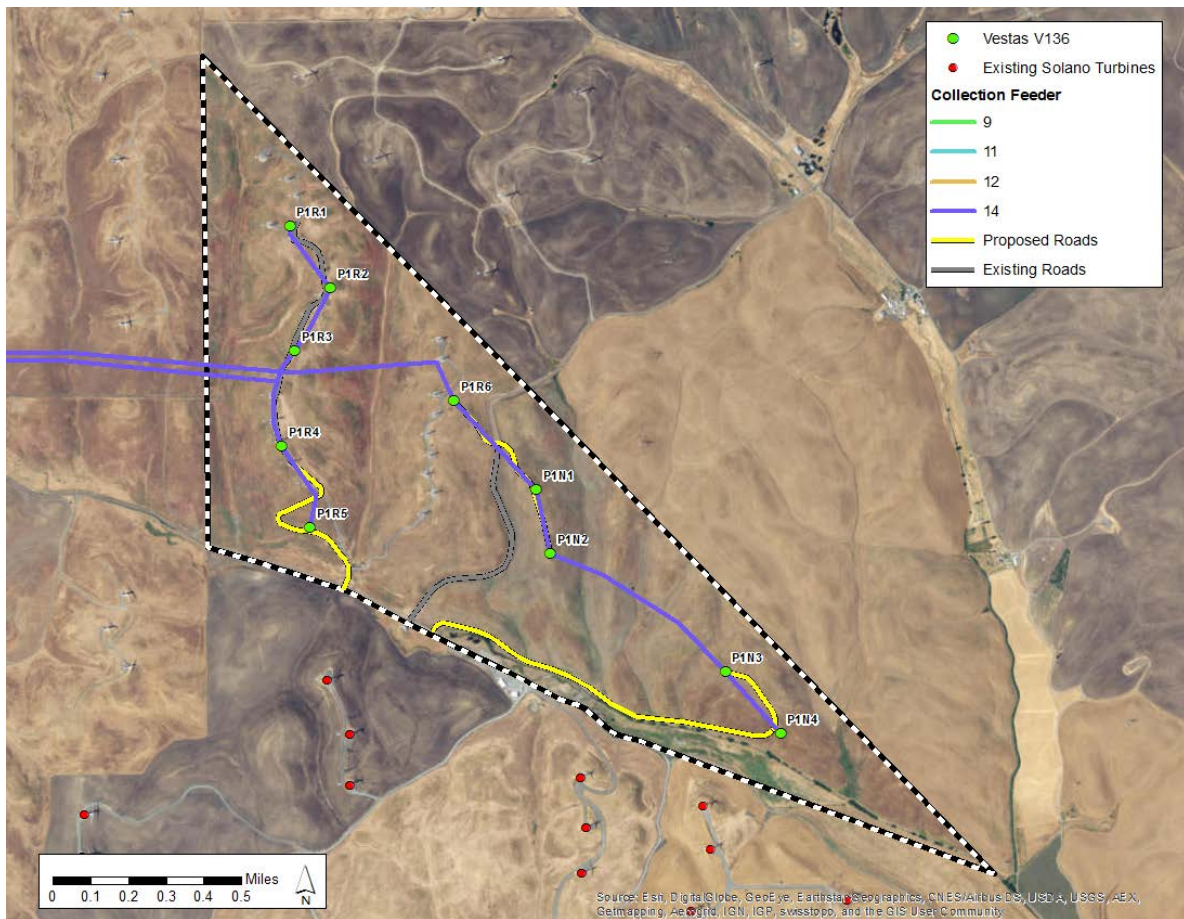 Vestas V136
Existing Solano Turbines
Collection Feeder
9
11
12
14
Proposed Roads
Existing Roads
P1R1
P1R2
P1R3
P1R6
P1R4
P1N1
P1R5
P1N2
P1N3
P1N4
Miles
0 0.1 0.2 0.3 0.4 0.5
N
Source: Esri, DigitalGlobe, GeoEye, Earthstar Geographics, CNES/Airbus DS, USDA, USGS, AEX,
Getmapping, Aerogrid, IGN, IGP, swisstopo, and the GIS User Community